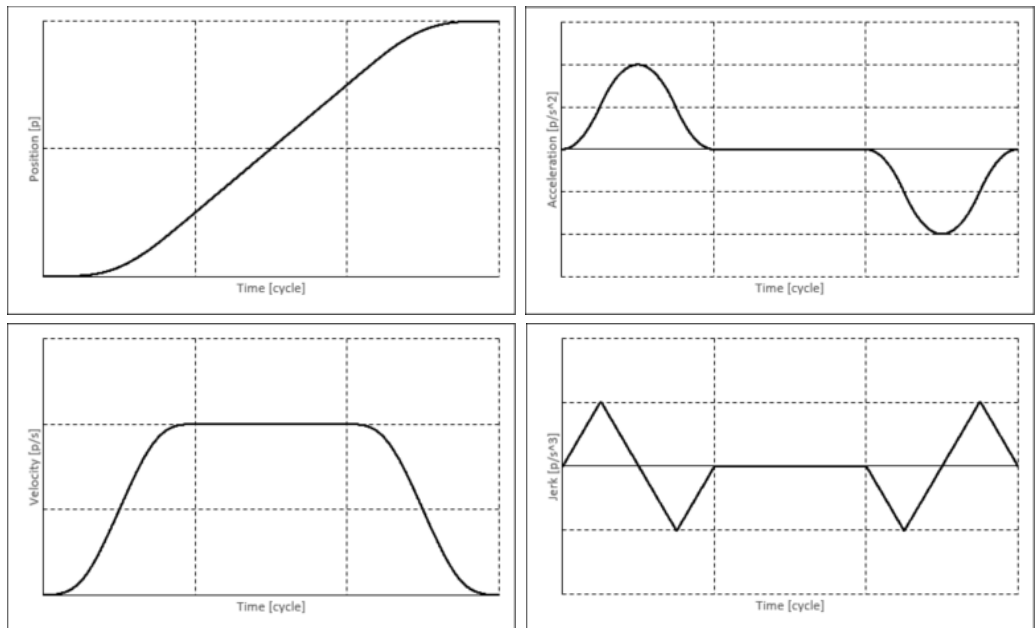 Position [p]
Time [cycle]
Acceleration [p/s^2]
Time [cycle]
Velocity [p/s]
Time [cycle]
Jerk [p/s^3]
Time [cycle]